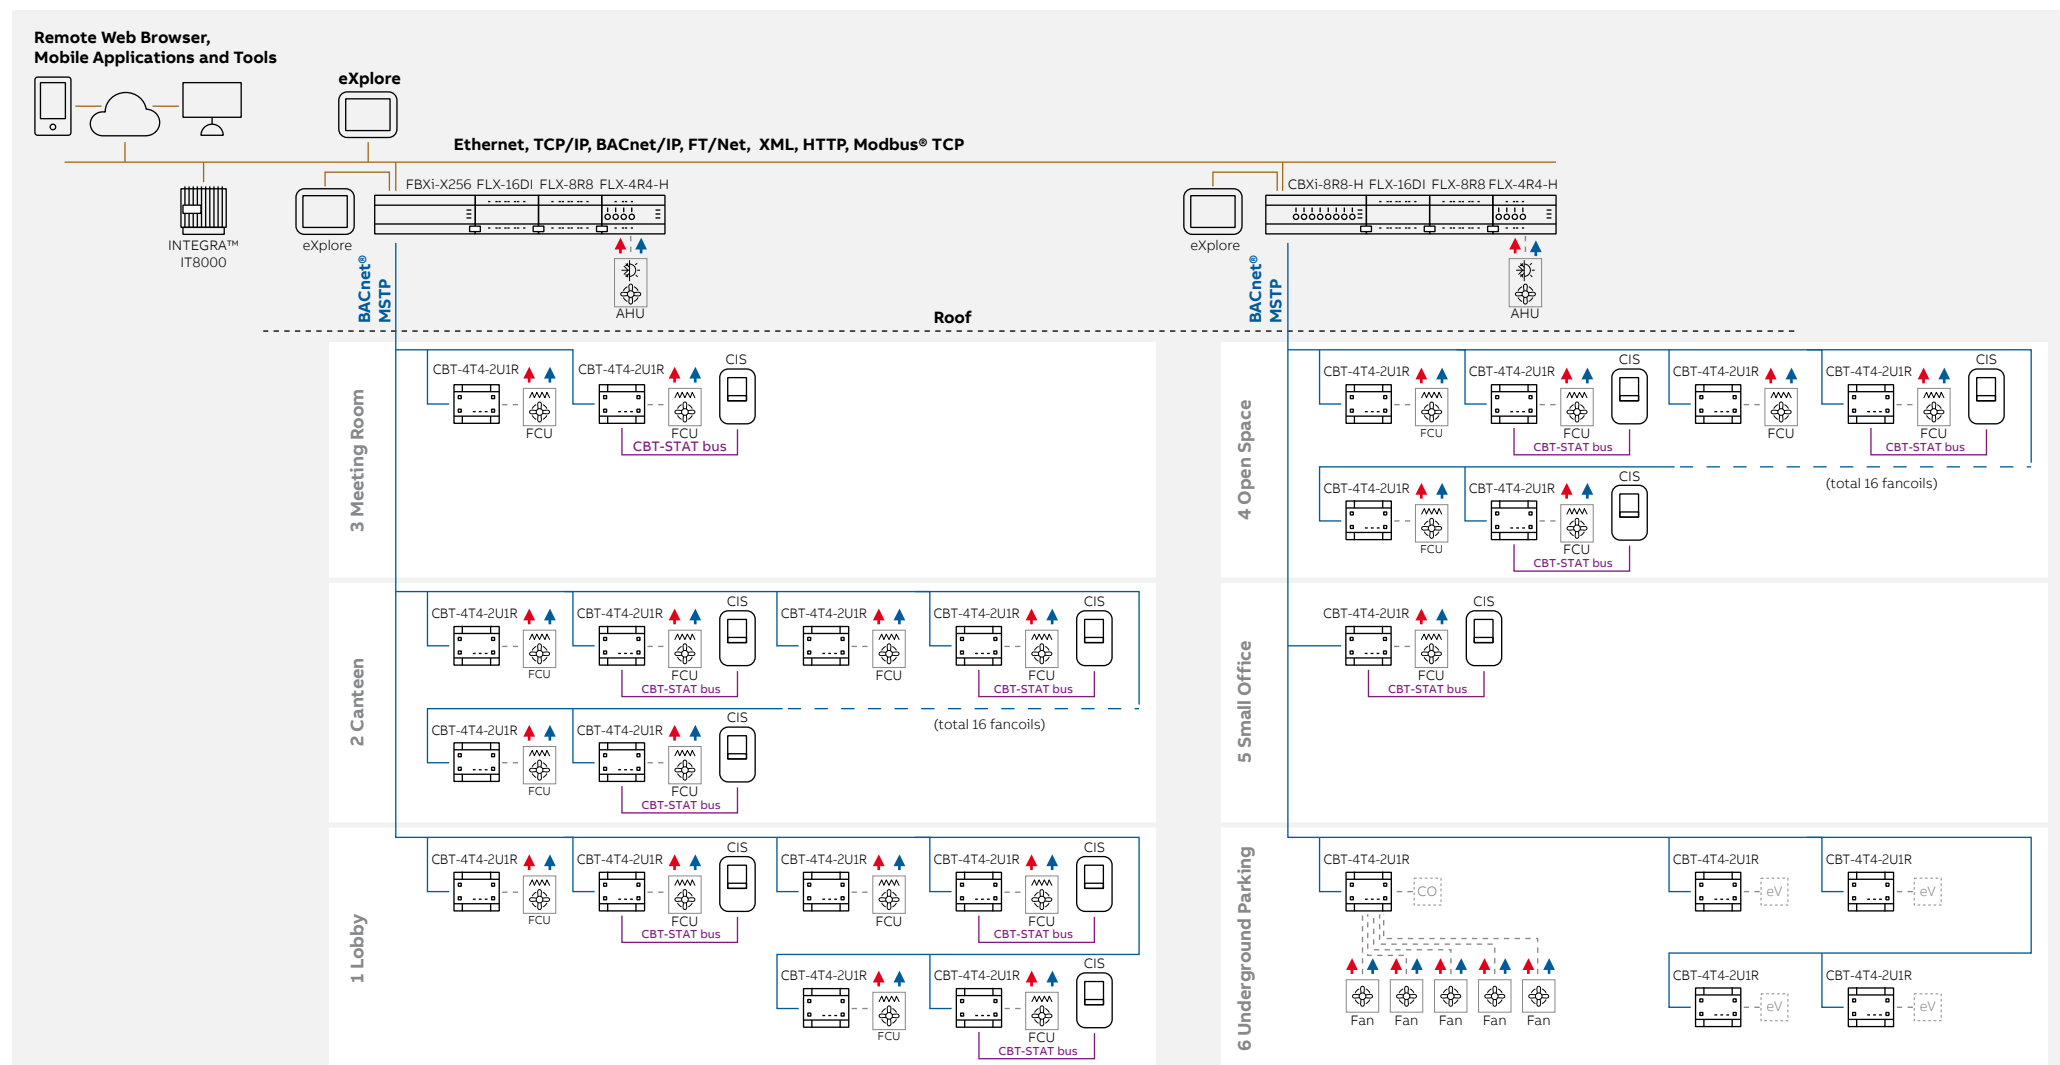 Remote Web Browser,
Mobile Applications and Tools
eXplore
Ethernet, TCP/IP, BACnet/IP, FT/Net, XML, HTTP, Modbus® TCP
INTEGRA™
IT8000
eXplore
FBXi-X256 FLX-16DI FLX-8R8 FLX-4R4-H
AHU
BACnet®
MSTP
eXplore
CBXi-8R8-H FLX-16DI FLX-8R8 FLX-4R4-H
AHU
BACnet®
MSTP
Roof
3 Meeting Room
CBT-4T4-2U1R
FCU
CBT-4T4-2U1R
FCU
CIS
CBT-STAT bus
2 Canteen
CBT-4T4-2U1R
FCU
CBT-4T4-2U1R
FCU
CIS
CBT-STAT bus
CBT-4T4-2U1R
FCU
CBT-4T4-2U1R
FCU
CIS
CBT-STAT bus
CBT-4T4-2U1R
FCU
CBT-4T4-2U1R
FCU
CIS
CBT-STAT bus
(total 16 fancoils)
1 Lobby
CBT-4T4-2U1R
FCU
CBT-4T4-2U1R
FCU
CIS
CBT-STAT bus
CBT-4T4-2U1R
FCU
CBT-4T4-2U1R
FCU
CIS
CBT-STAT bus
CBT-4T4-2U1R
FCU
CBT-4T4-2U1R
FCU
CIS
CBT-STAT bus
4 Open Space
CBT-4T4-2U1R
FCU
CBT-4T4-2U1R
FCU
CIS
CBT-STAT bus
CBT-4T4-2U1R
FCU
CBT-4T4-2U1R
FCU
CIS
CBT-STAT bus
CBT-4T4-2U1R
FCU
CBT-4T4-2U1R
FCU
CIS
CBT-STAT bus
(total 16 fancoils)
5 Small Office
CBT-4T4-2U1R
FCU
CIS
CBT-STAT bus
6 Underground Parking
CBT-4T4-2U1R
CO
Fan
Fan
Fan
Fan
Fan
CBT-4T4-2U1R
eV
CBT-4T4-2U1R
eV
CBT-4T4-2U1R
eV
CBT-4T4-2U1R
eV